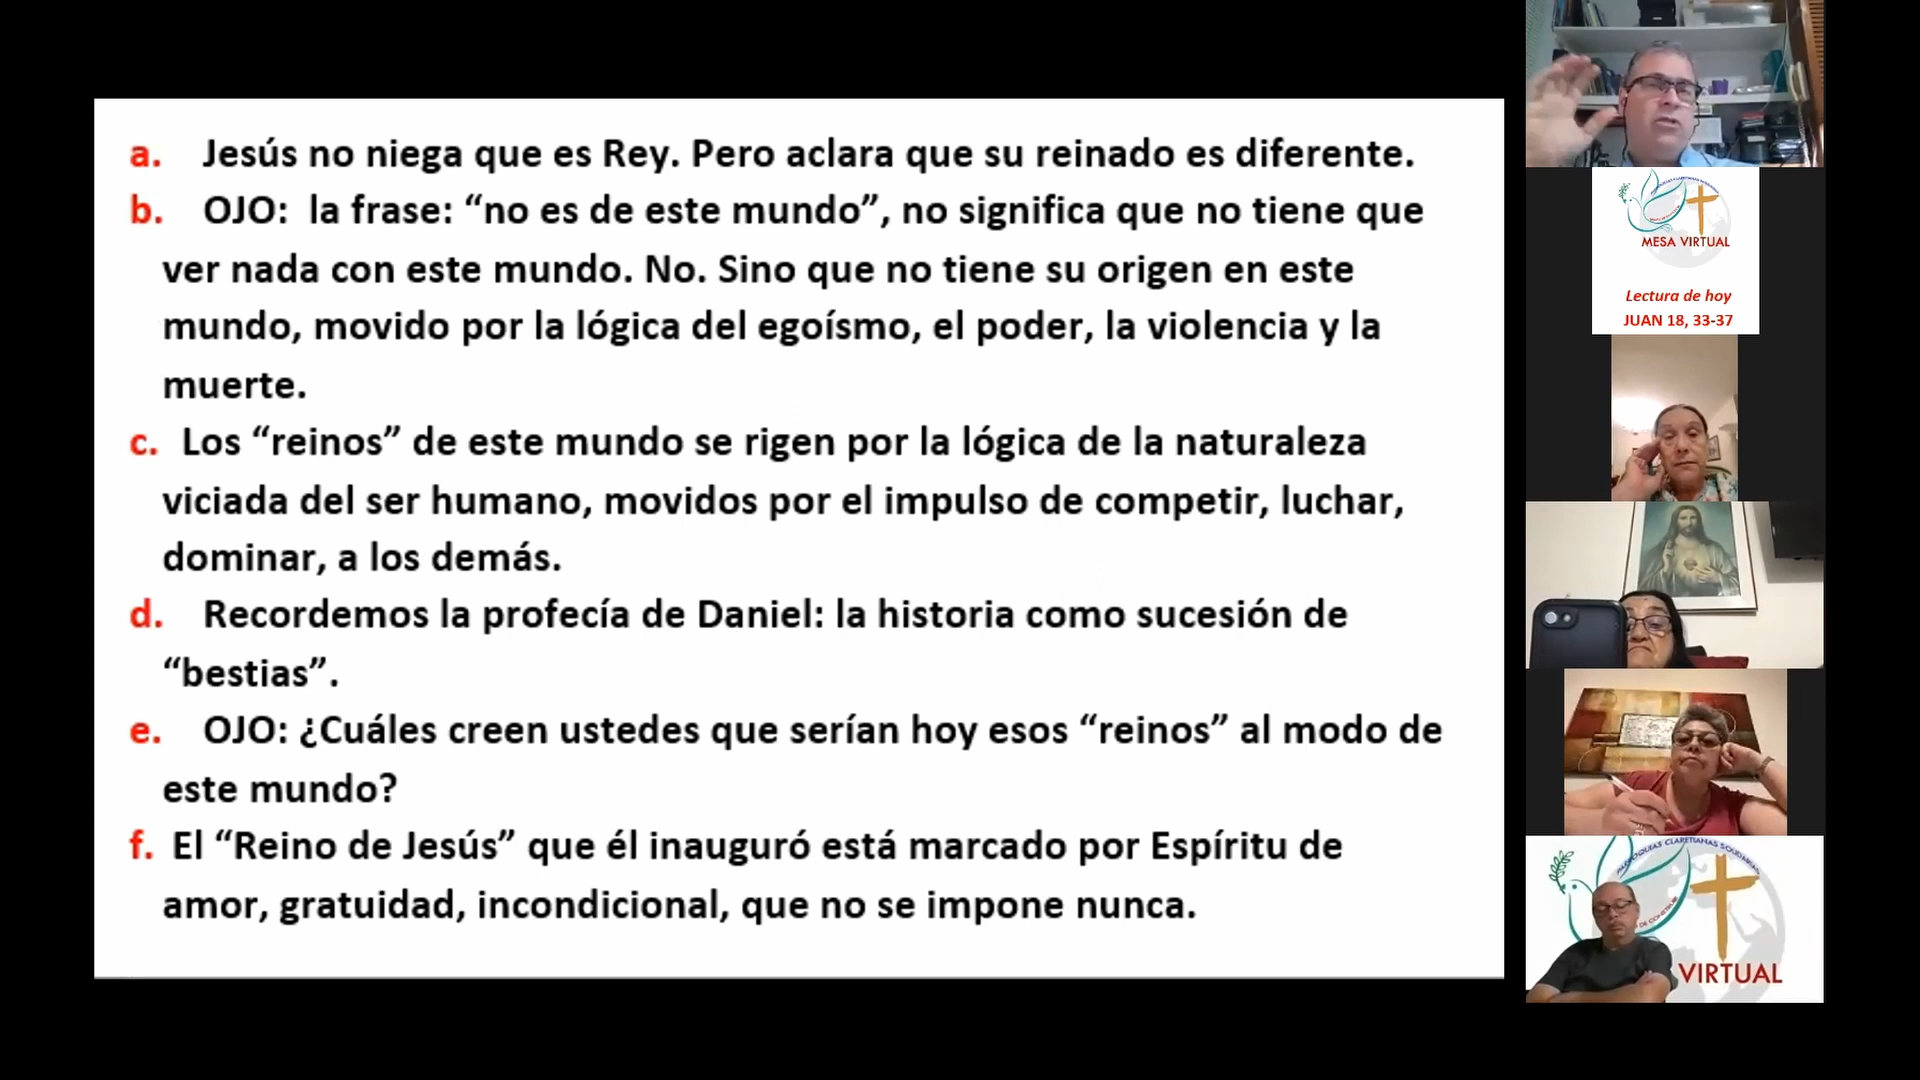 a. Jesús no niega que es Rey. Pero aclara que su reinado es diferente.
b. OJO: la frase: “no es de este mundo”, no significa que no tiene que
ver nada con este mundo. No. Sino que no tiene su origen en este
mundo, movido por la lógica del egoísmo, el poder, la violencia y la
muerte.
c. Los “reinos” de este mundo se rigen por la lógica de la naturaleza
viciada del ser humano, movidos por el impulso de competir, luchar,
dominar, a los demás.
d. Recordemos la profecía de Daniel: la historia como sucesión de
“bestias”.
e. OJO: ¿Cuáles creen ustedes que serían hoy esos “reinos” al modo de
este mundo?
f. El “Reino de Jesús” que él inauguró está marcado por Espíritu de
amor, gratuidad, incondicional, que no se impone nunca.
MESA VIRTUAL
Lectura de hoy
JUAN 18, 33-37
CLARETIANAS
VIRTUAL